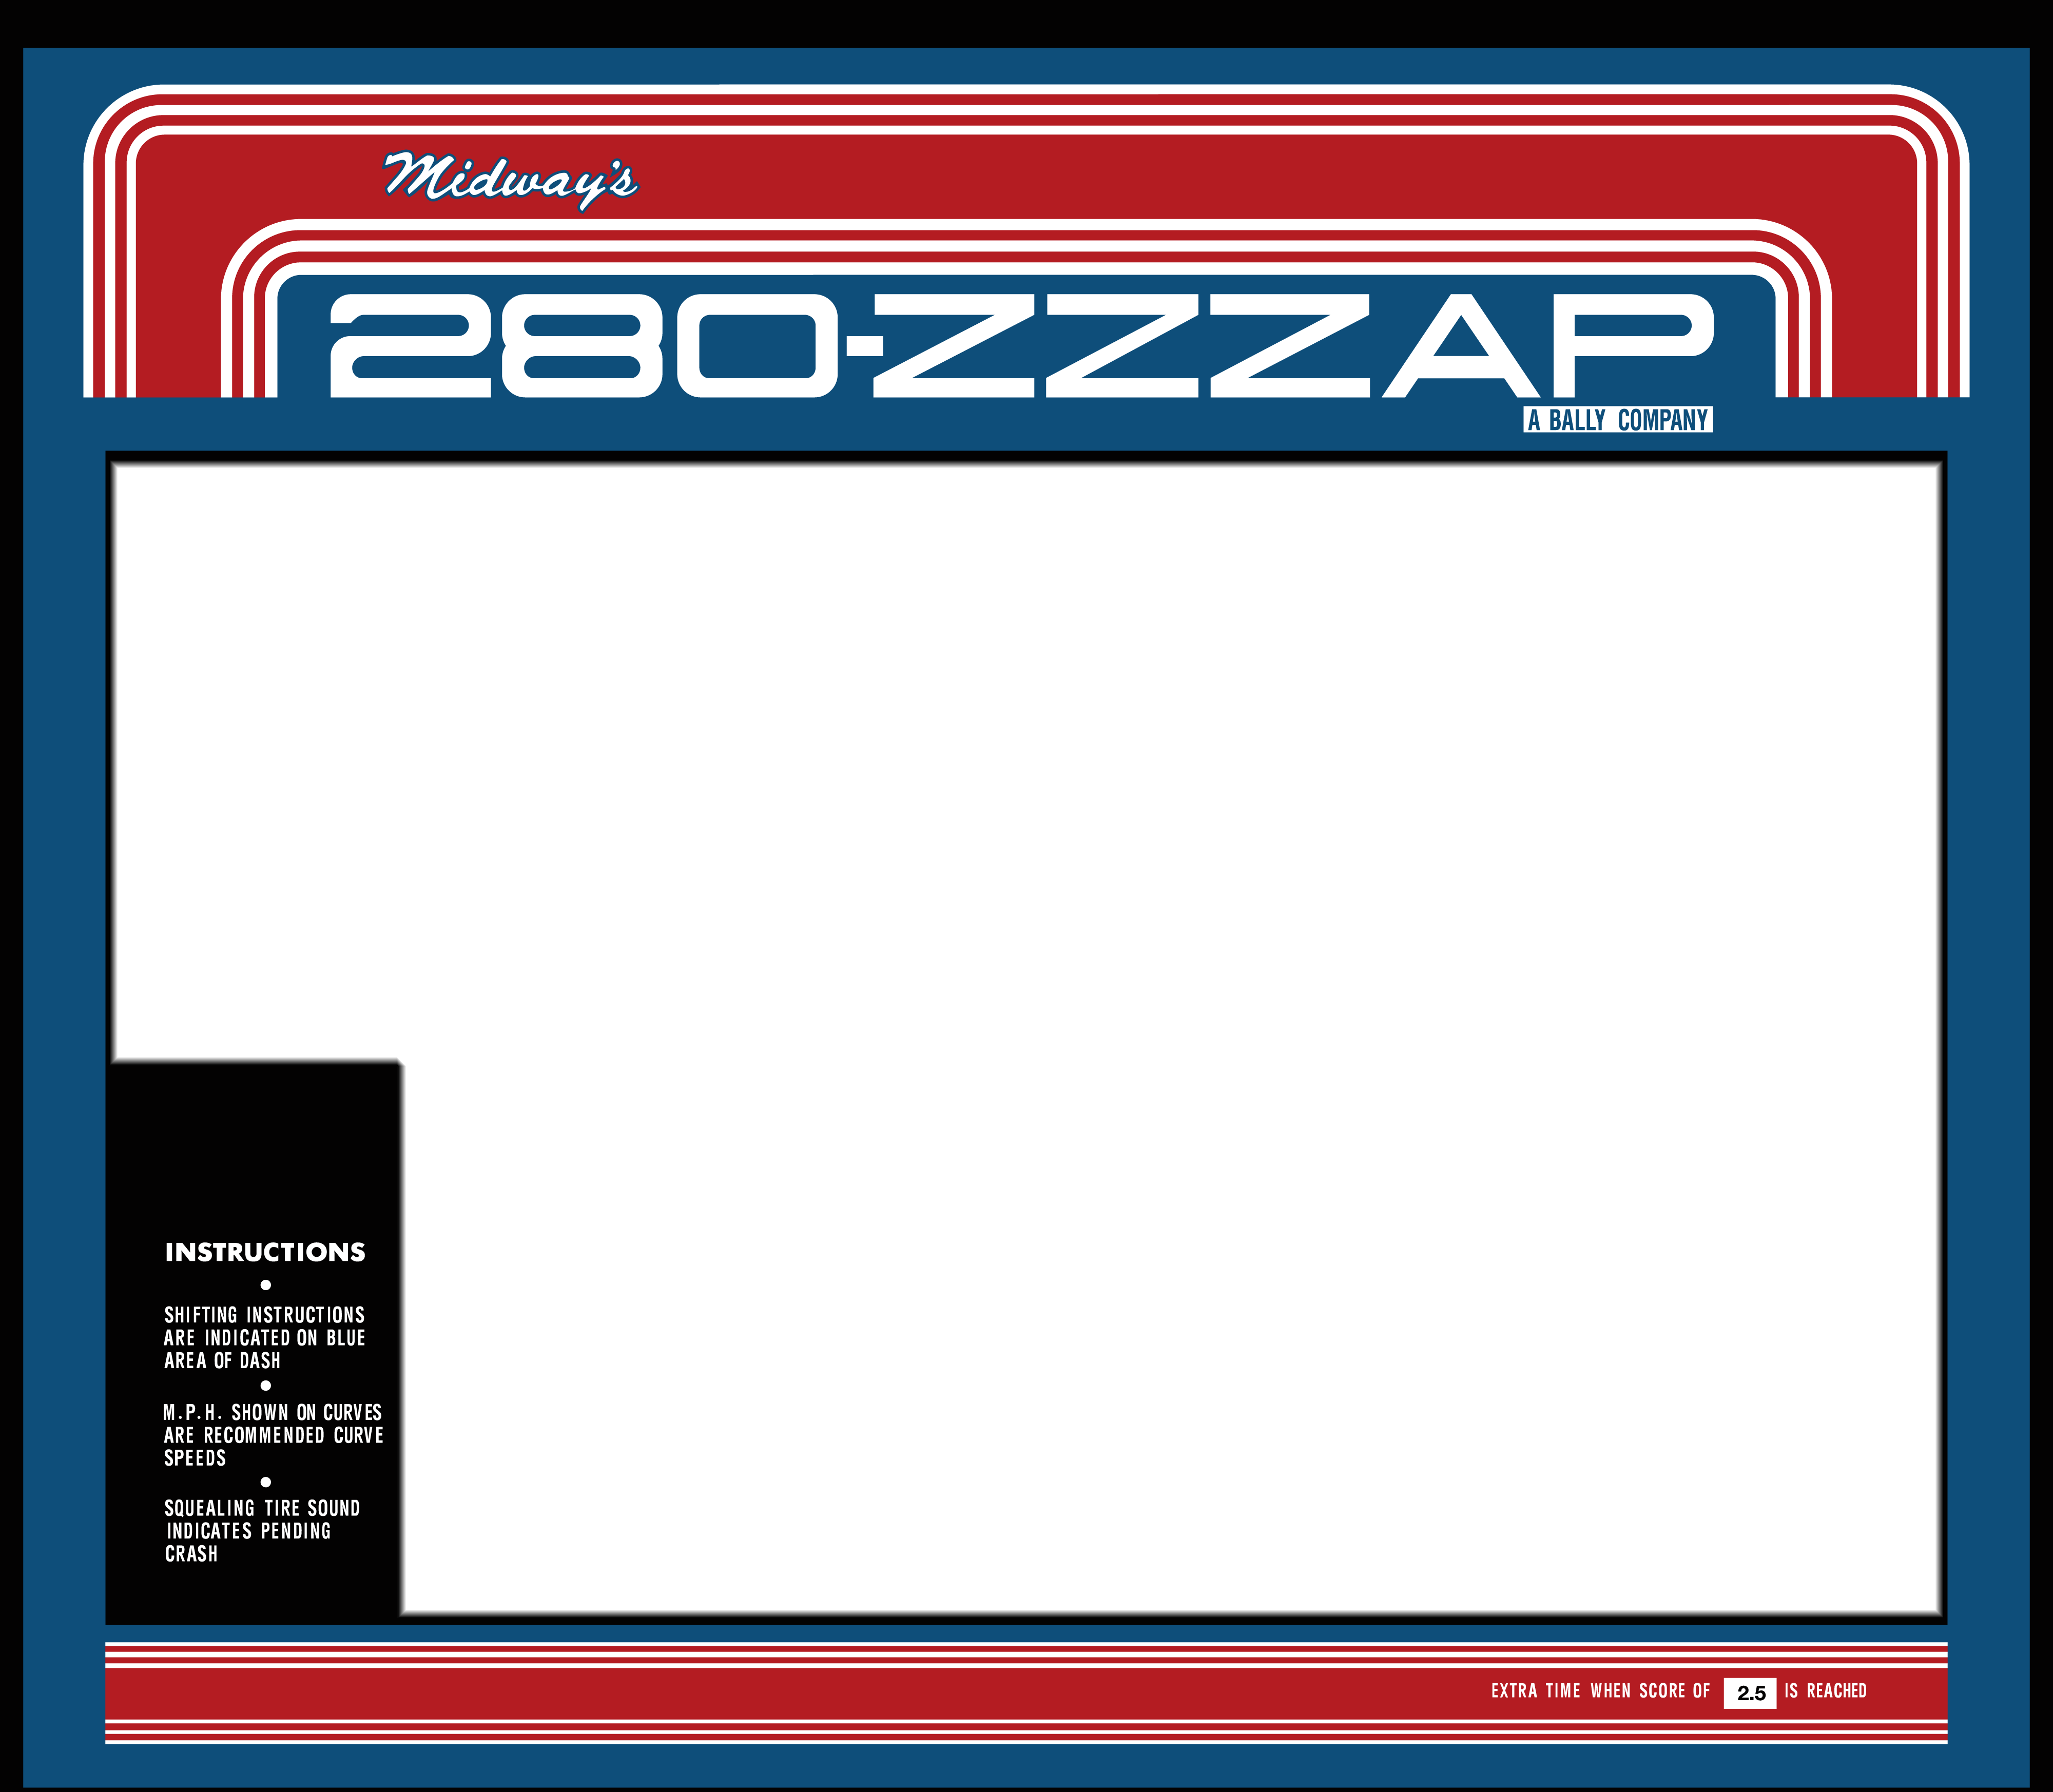 Midway's
280-ZZZAP
A BALLY COMPANY
INSTRUCTIONS
SHIFTING INSTRUCTIONS
ARE INDICATED ON BLUE
AREA OF DASH
M.P.H. SHOWN ON CURVES
ARE RECOMMENDED CURVE
SPEEDS
SQUEALING TIRE SOUND
INDICATES PENDING
CRASH
EXTRA TIME WHEN SCORE OF 2.5 IS REACHED